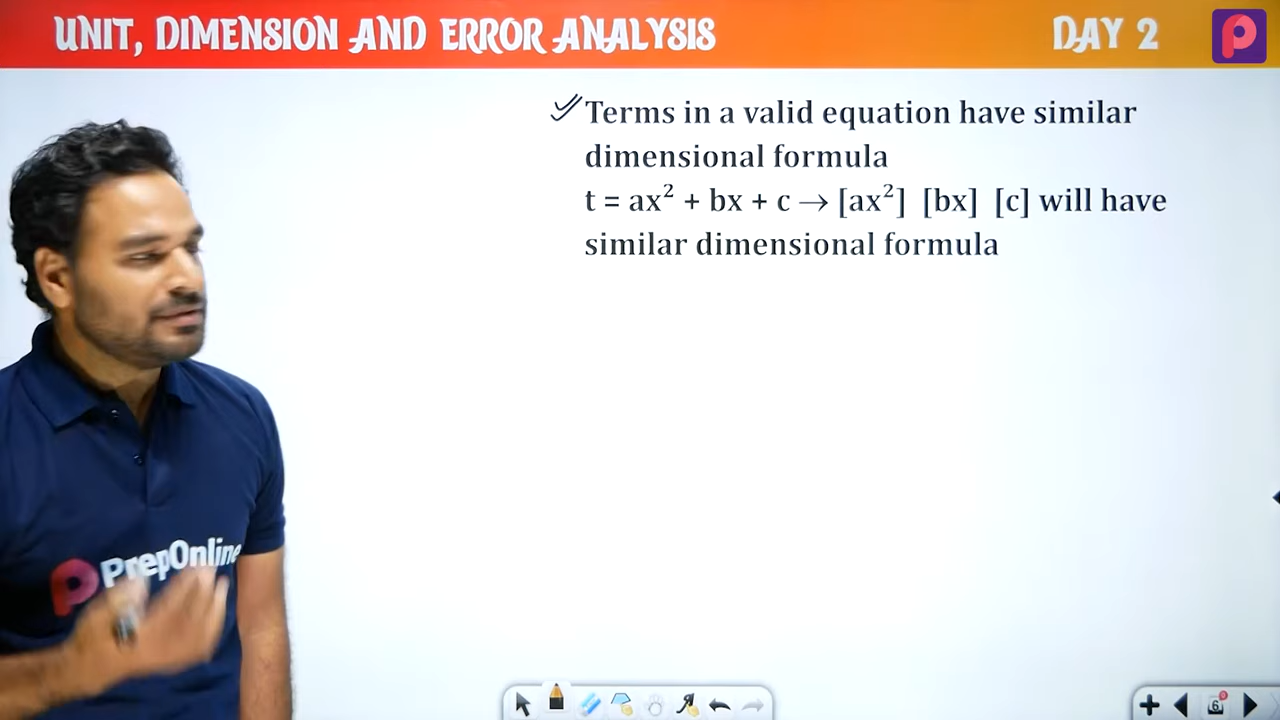 UNIT, DIMENSION AND ERROR ANALYSIS
DAY 2
Terms in a valid equation have similar
dimensional formula
t = ax² + bx + c → [ax²] [bx] [c] will have
similar dimensional formula
PrepOnline
6